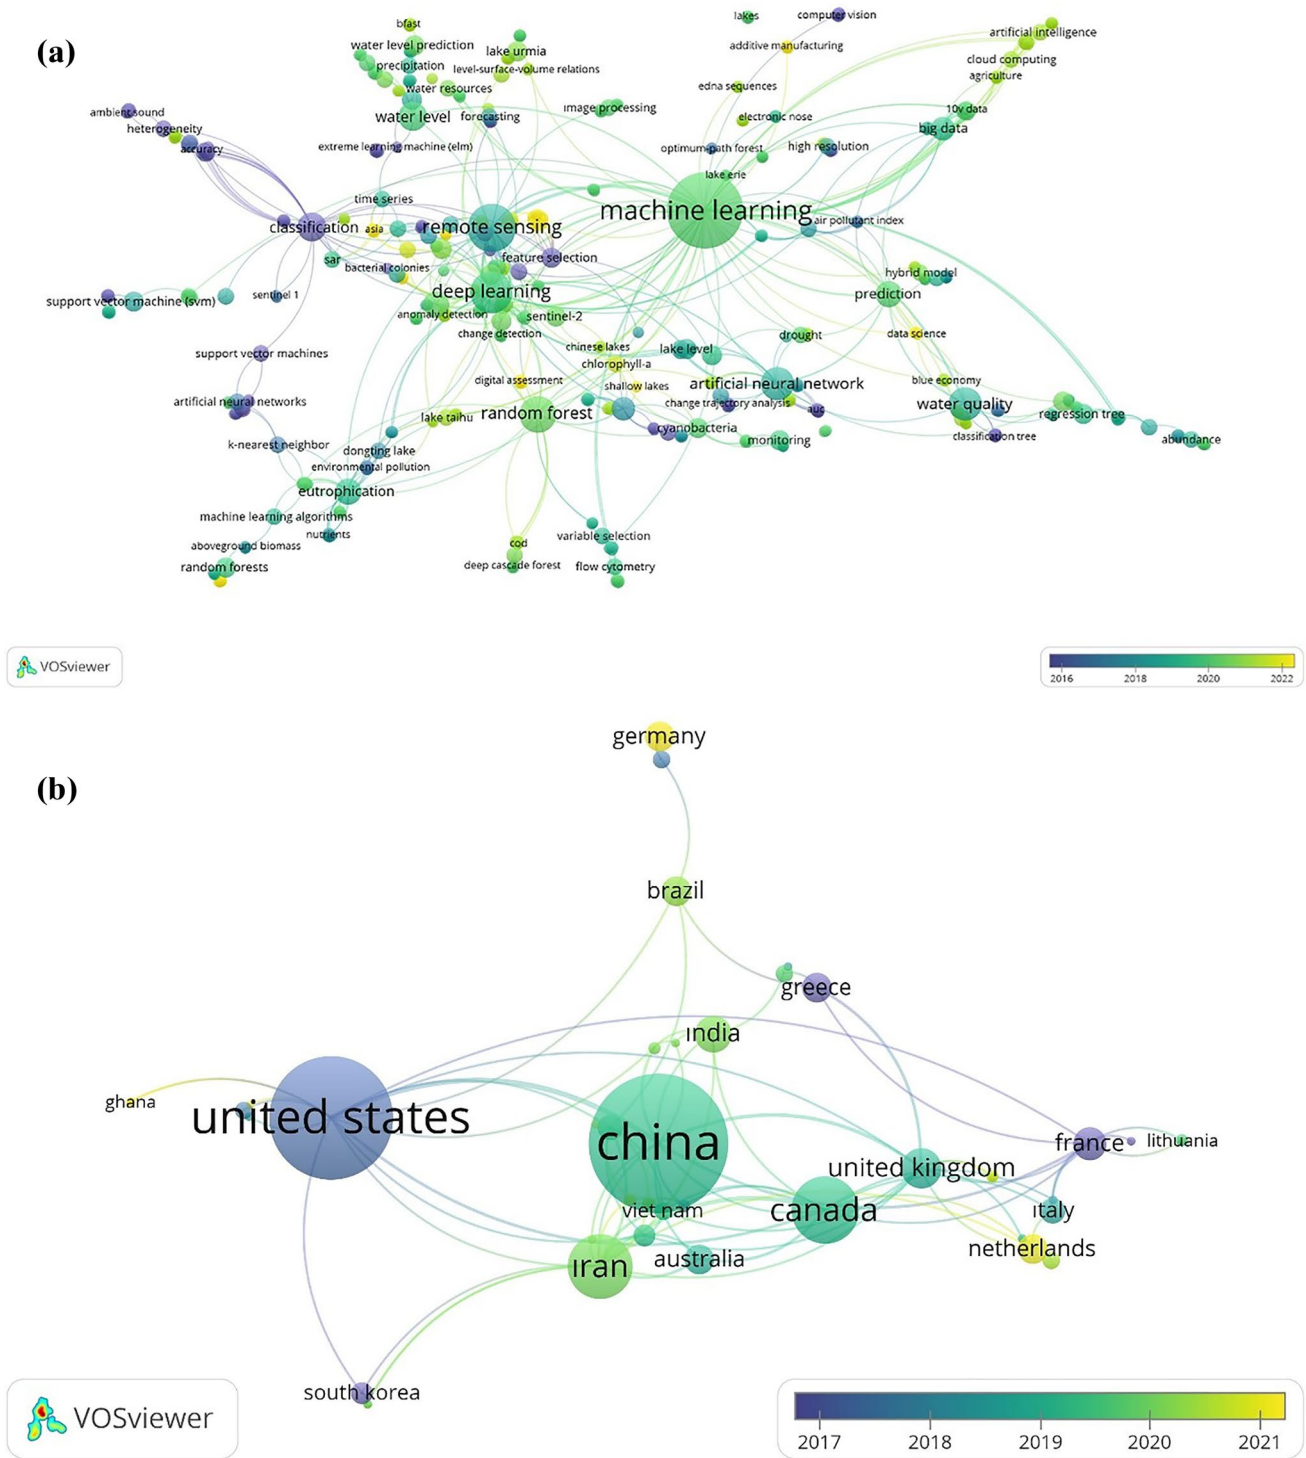 (a)
bfast
water level prediction
precipitation
water resources
water level
lake urmia
level-surface-volume relations
forecasting
image processing
extreme learning machine (elm)
ambient sound
heterogeneity
accuracy
lakes
computer vision
additive manufacturing
edna sequences
electronic nose
optimum-path forest
high resolution
lake erie
artificial intelligence
cloud computing
agriculture
10v data
big data
time series
classification
asia
remote sensing
machine learning
air pollutant index
sar
bacterial colonies
feature selection
hybrid model
deep learning
prediction
support vector machine (svm)
sentinel 1
anomaly detection
sentinel-2
change detection
drought
data science
chinese lakes
lake level
chlorophyll-a
support vector machines
digital assessment
shallow lakes
artificial neural network
blue economy
artificial neural networks
change trajectory analysis
auc
water quality
lake taihu
random forest
regression tree
cyanobacteria
monitoring
classification tree
abundance
k-nearest neighbor
dongting lake
environmental pollution
eutrophication
machine learning algorithms
nutrients
aboveground biomass
random forests
cod
deep cascade forest
variable selection
flow cytometry
VOSviewer
2016
2018
2020
2022
(b)
germany
brazil
greece
ındia
ghana
united states
china
france
lithuania
united kingdom
viet nam
canada
ıtaly
netherlands
ıran
australia
south korea
VOSviewer
2017
2018
2019
2020
2021